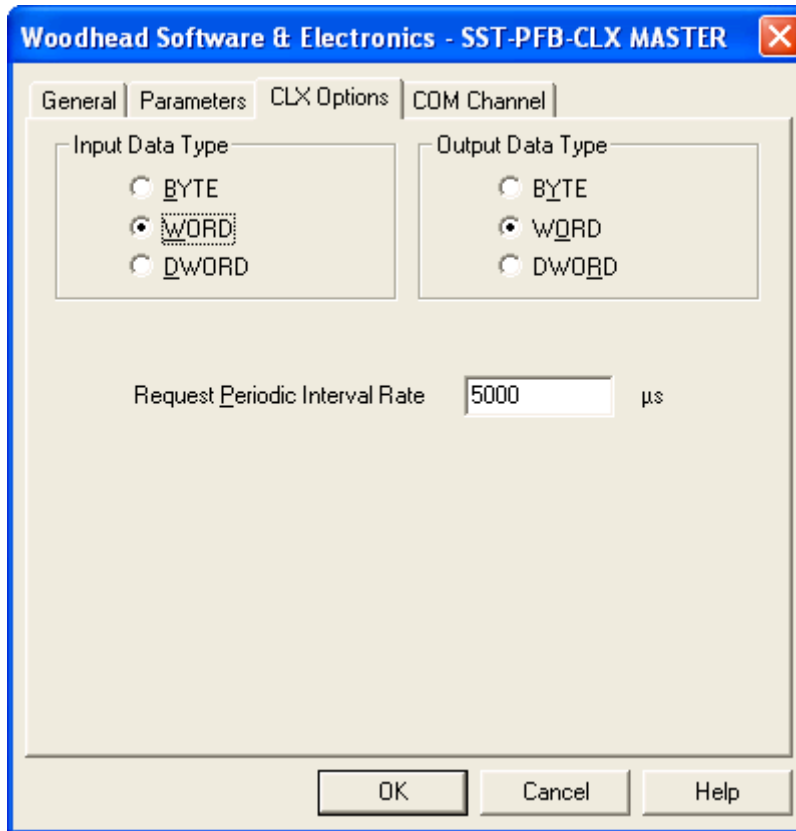 Woodhead Software & Electronics - SST-PFB-CLX MASTER
General Parameters CLX Options COM Channel
Input Data Type Output Data Type
BYTE BYTE
WORD WORD
DWORD DWORD
Request Periodic Interval Rate 5000 µs
OK Cancel Help